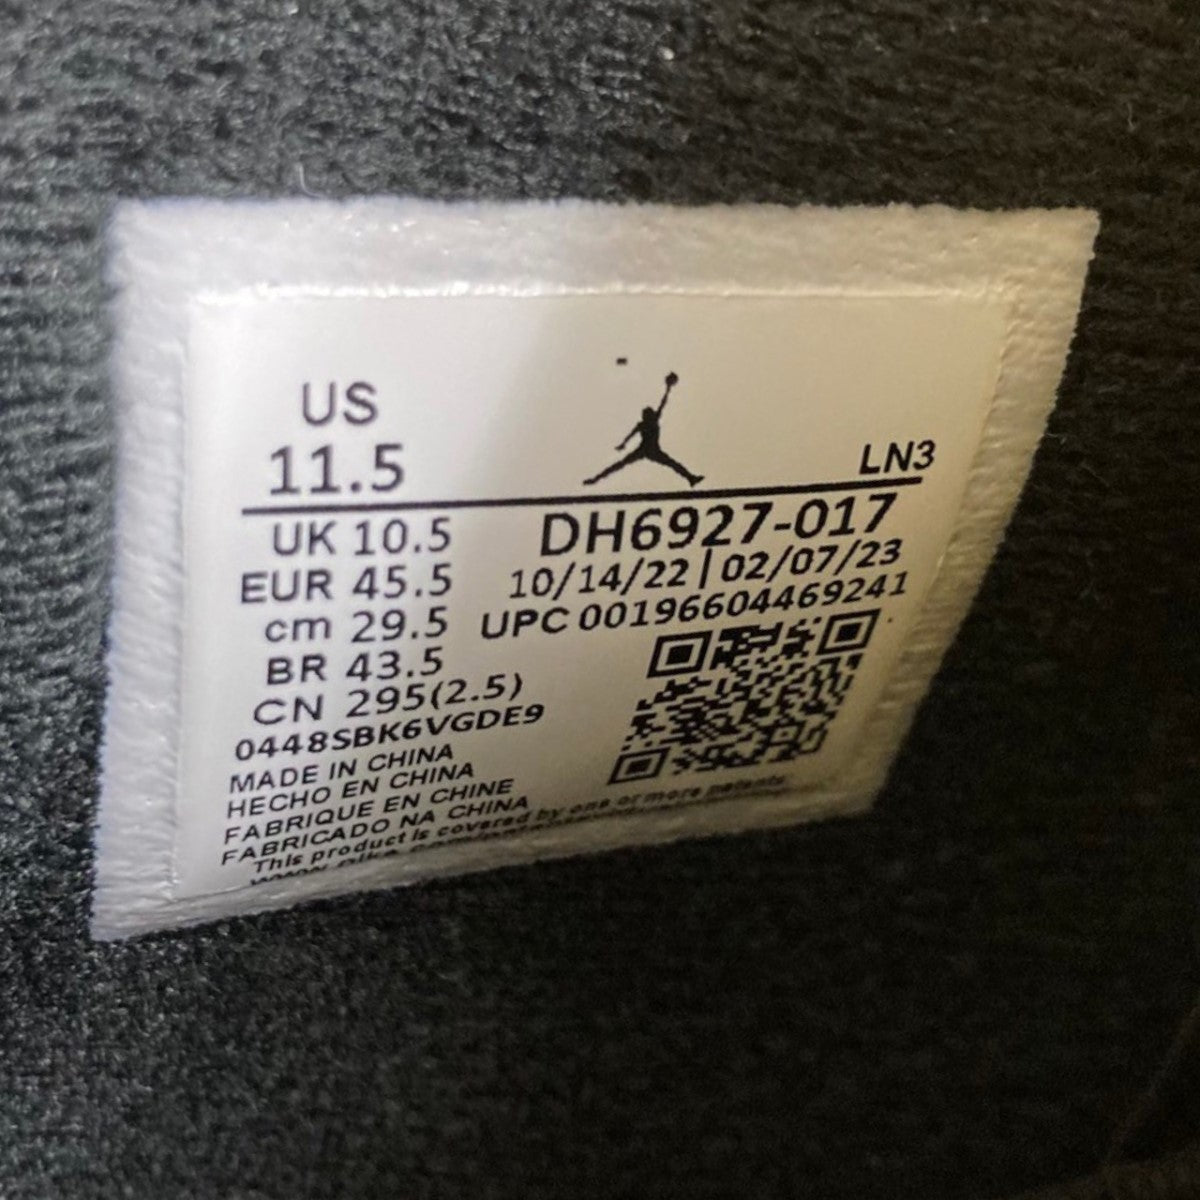 US
11.5
LN3
UK 10.5
DH6927-017
EUR 45.5
10/14/22 | 02/07/23
cm 29.5
UPC 00196604469241
BR 43.5
CN 295(2.5)
0448SBK6VGDE9
MADE IN CHINA
HECHO EN CHINA
FABRIQUE EN CHINE
FABRICADO NA CHINA
This product is covered by one or more patents